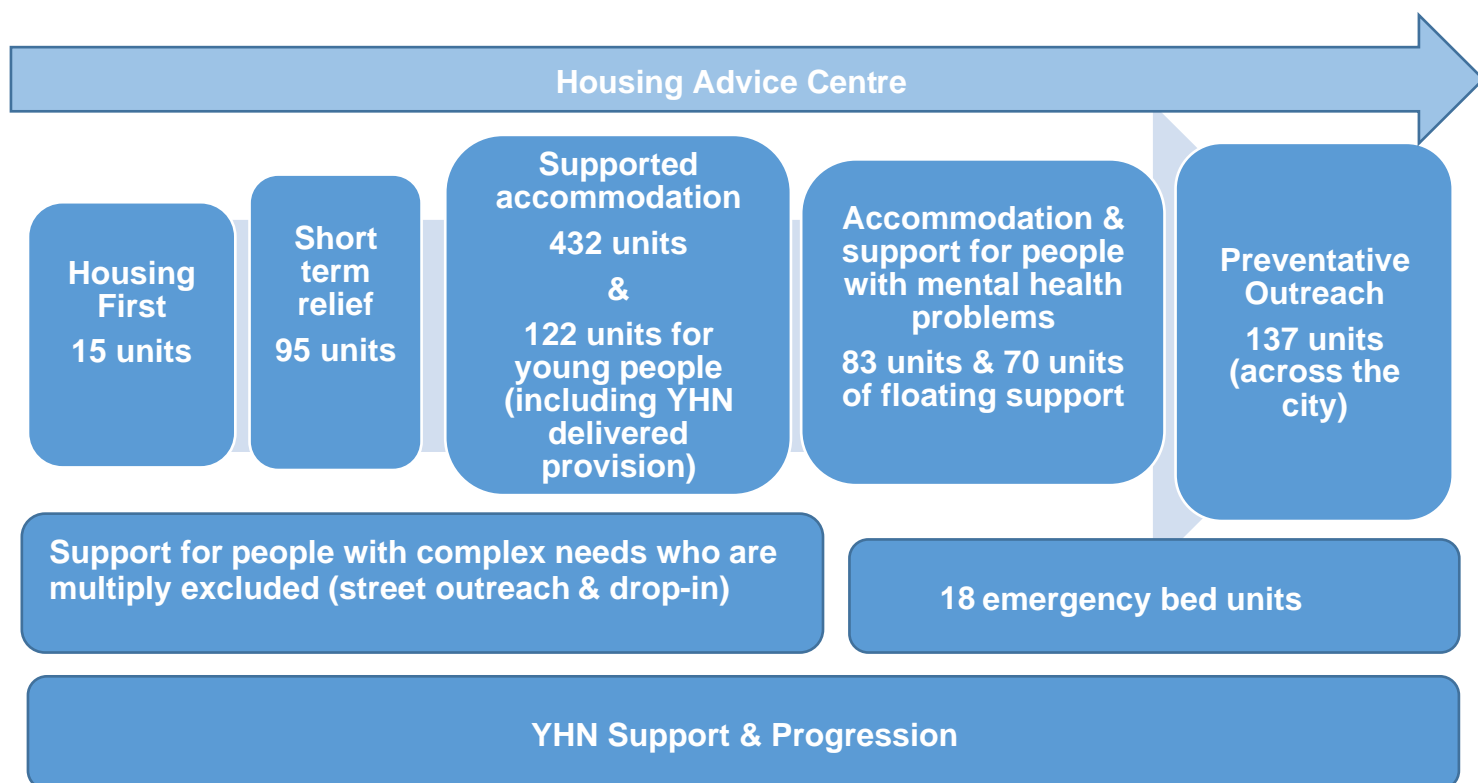 Housing Advice Centre
Housing
First
15 units
Short
term
relief
95 units
Supported
accommodation
432 units
&
122 units for
young people
(including YHN
delivered
provision)
Accommodation &
support for people
with mental health
problems
83 units & 70 units
of floating support
Preventative
Outreach
137 units
(across the
city)
Support for people with complex needs who are
multiply excluded (street outreach & drop-in)
18 emergency bed units
YHN Support & Progression